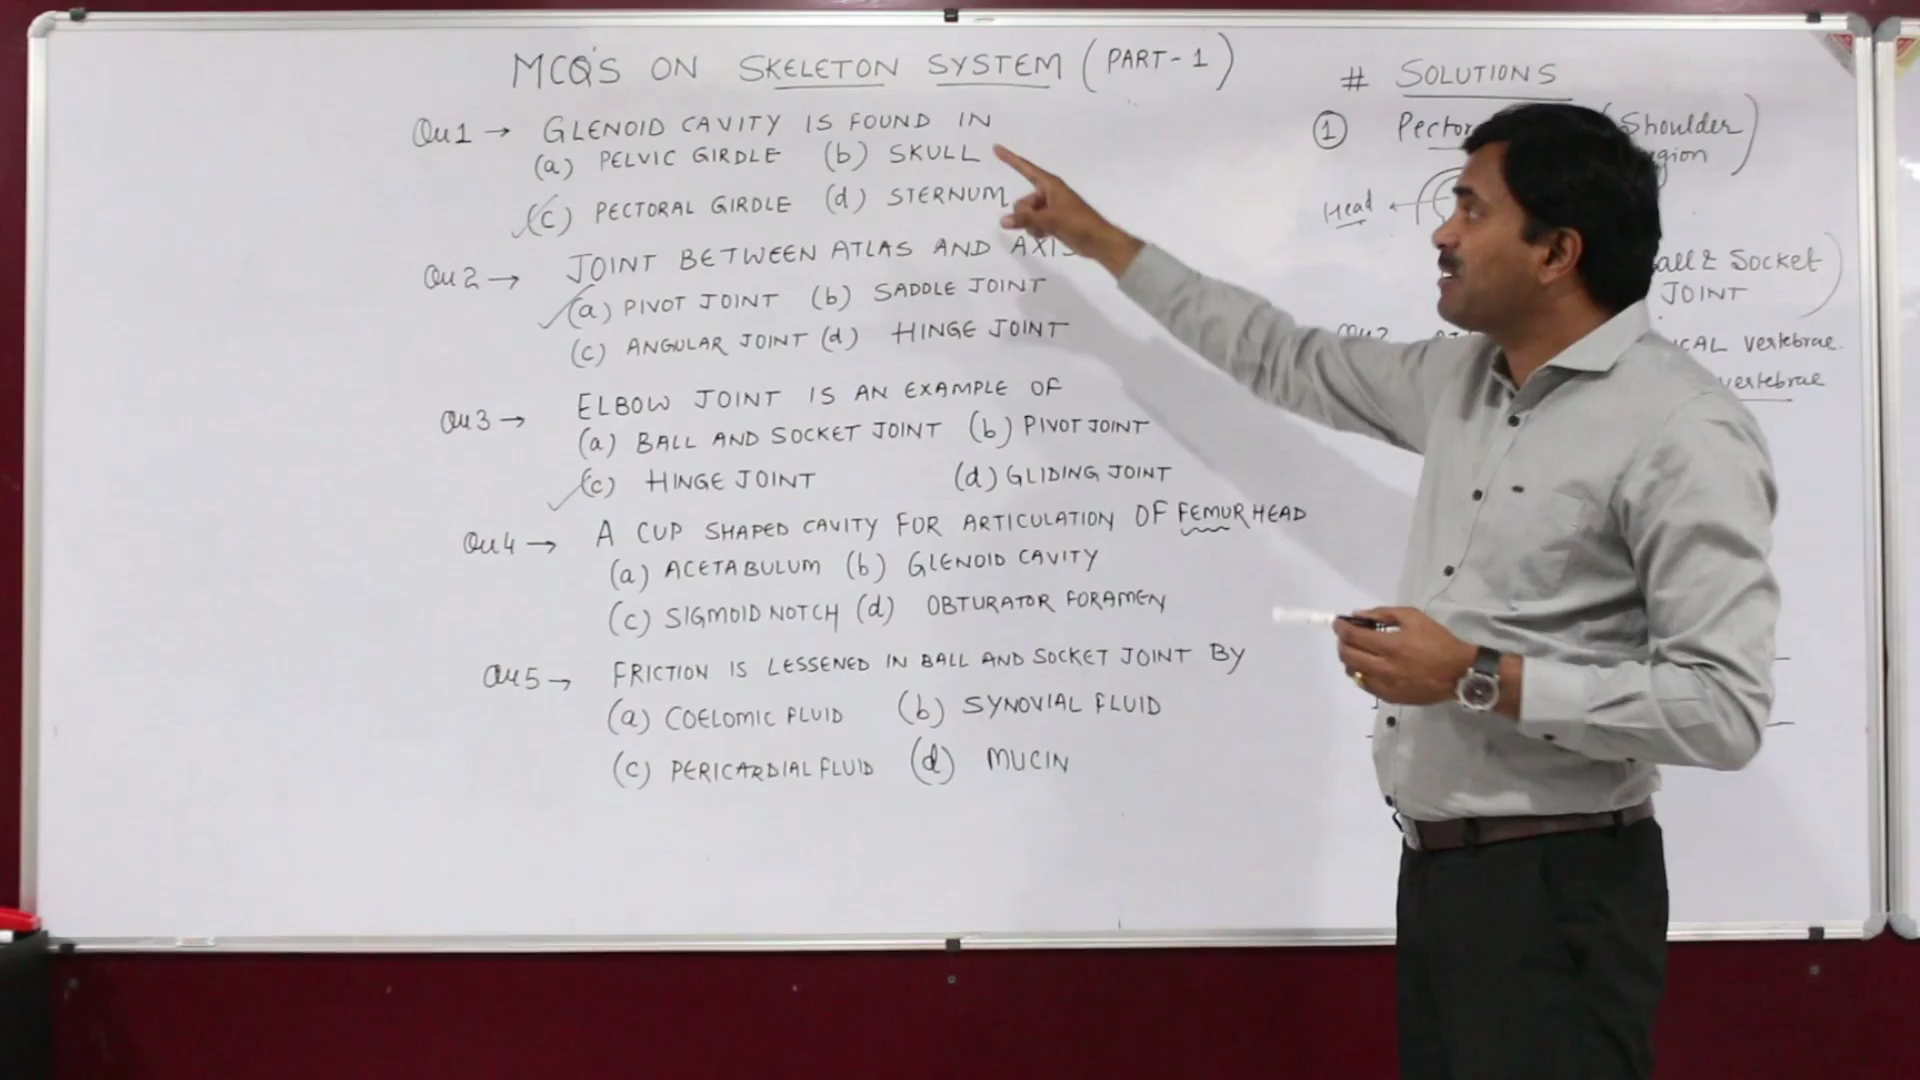 MCQ'S ON SKELETON SYSTEM (PART-1)
Qu1 → GLENOID CAVITY IS FOUND IN
(a) PELVIC GIRDLE (b) SKULL
(c) PECTORAL GIRDLE (d) STERNUM
Qu2 → JOINT BETWEEN ATLAS AND AXIS
(a) PIVOT JOINT (b) SADDLE JOINT
(c) ANGULAR JOINT (d) HINGE JOINT
Qu3 → ELBOW JOINT IS AN EXAMPLE OF
(a) BALL AND SOCKET JOINT (b) PIVOT JOINT
(c) HINGE JOINT (d) GLIDING JOINT
Qu4 → A CUP SHAPED CAVITY FOR ARTICULATION OF FEMUR HEAD
(a) ACETABULUM (b) GLENOID CAVITY
(c) SIGMOID NOTCH (d) OBTURATOR FORAMEN
Qu5 → FRICTION IS LESSENED IN BALL AND SOCKET JOINT BY
(a) COELOMIC FLUID (b) SYNOVIAL FLUID
(c) PERICARDIAL FLUID (d) MUCIN
# SOLUTIONS
① (Shoulder
Head
Socket
JOINT)
Vertebrae
vertebrae